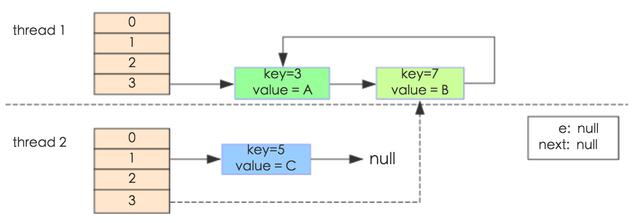 thread 1
0
1
2
3
key=3
value = A
key=7
value = B
thread 2
0
1
2
3
key=5
value = C
null
e: null
next: null